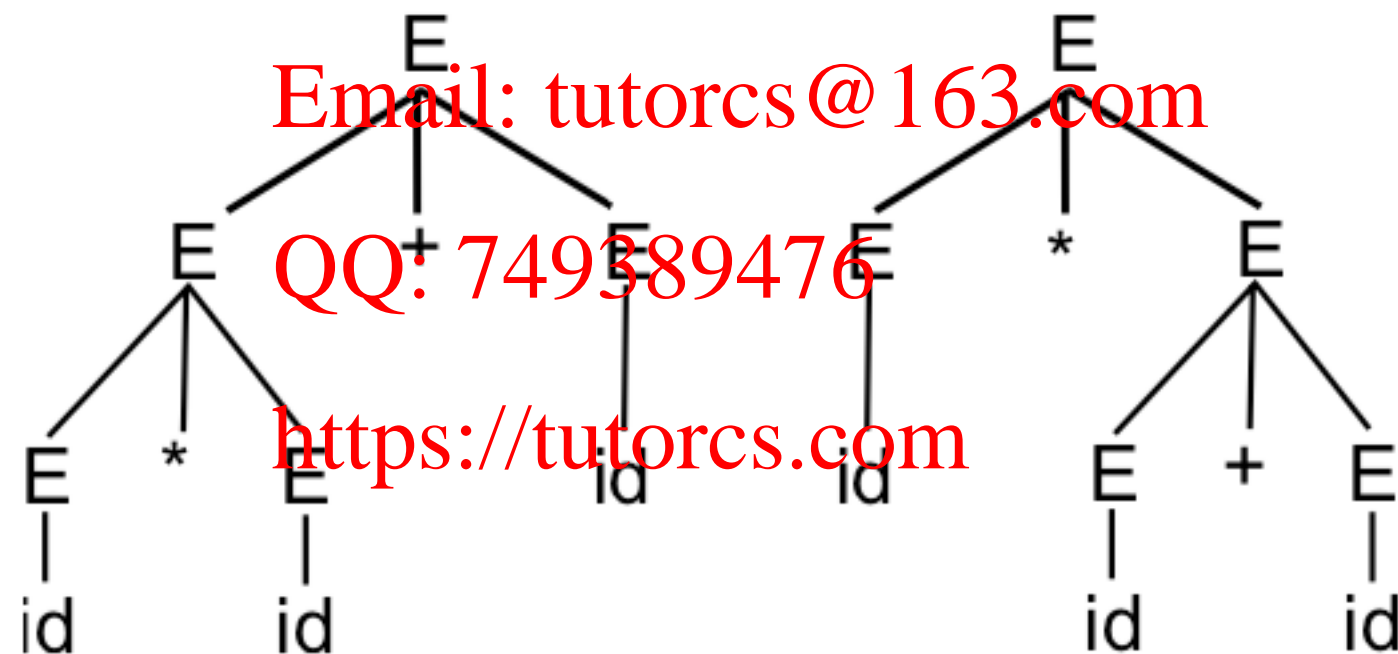 E E
Email: tutorcs@163.com
E + E E * E
QQ: 749389476
https://tutorcs.com
E * E id id E + E
id id id id